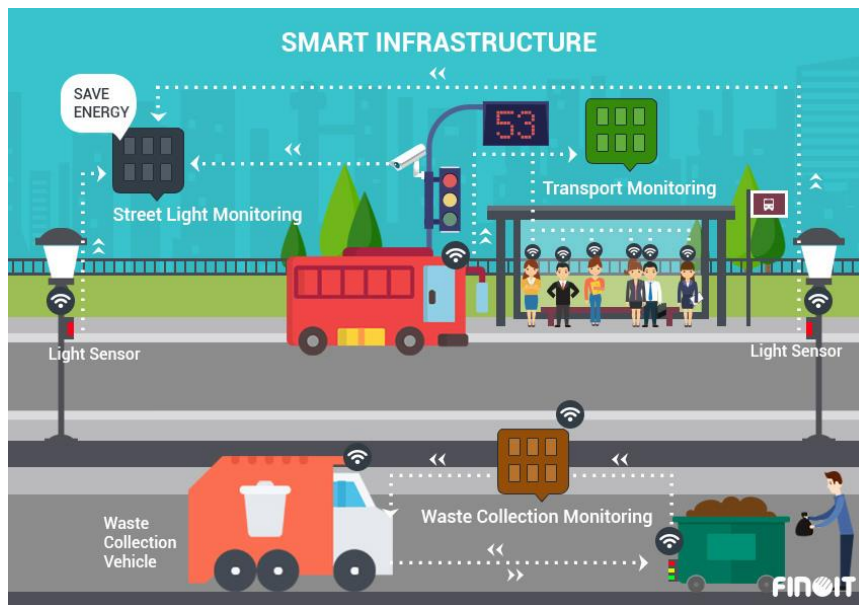 SMART INFRASTRUCTURE
SAVE
ENERGY
53
Street Light Monitoring
Transport Monitoring
Light Sensor
Light Sensor
Waste Collection Monitoring
Waste
Collection
Vehicle
FINOIT